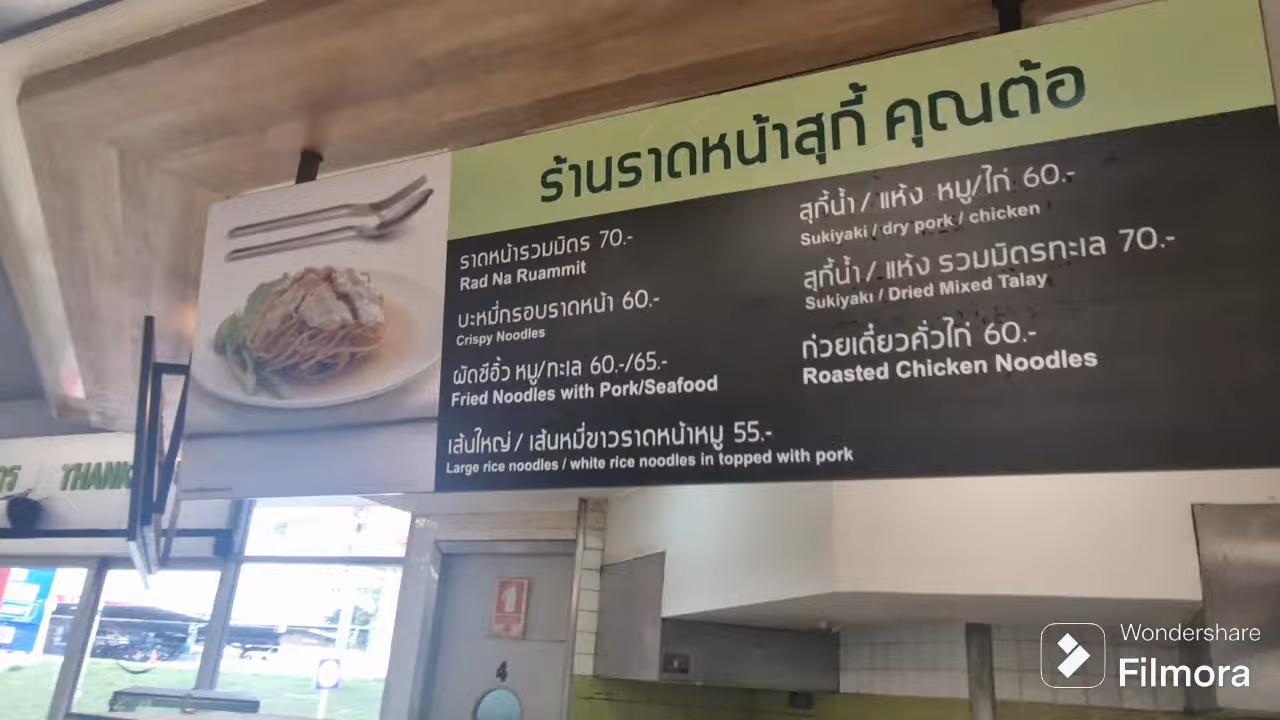 ร้านราดหน้าสุกี้ คุณต้อ
ราดหน้ารวมมิตร 70.-
Rad Na Ruammit
บะหมี่กรอบราดหน้า 60.-
Crispy Noodles
ผัดซีอิ้ว หมู/ทะเล 60.-/65.-
Fried Noodles with Pork/Seafood
เส้นใหญ่ / เส้นหมี่ขาวราดหน้าหมู 55.-
Large rice noodles / white rice noodles in topped with pork
สุกี้น้ำ / แห้ง หมู/ไก่ 60.-
Sukiyaki / dry pork / chicken
สุกี้น้ำ / แห้ง รวมมิตรทะเล 70.-
Sukiyakı / Dried Mixed Talay
ก๋วยเตี๋ยวคั่วไก่ 60.-
Roasted Chicken Noodles
THANK
4
Wondershare
Filmora